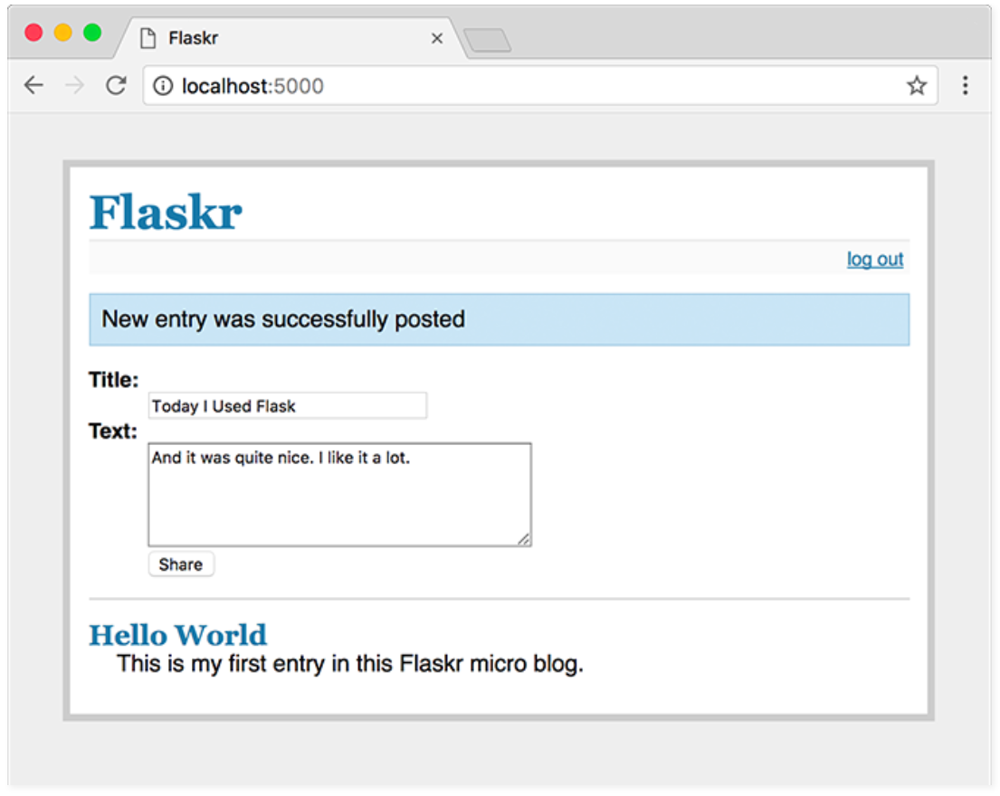 Flaskr
localhost:5000
Flaskr
log out
New entry was successfully posted
Title:
Today I Used Flask
Text:
And it was quite nice. I like it a lot.
Share
Hello World
This is my first entry in this Flaskr micro blog.